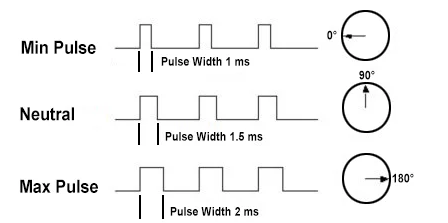 Min Pulse
Pulse Width 1 ms
0°
Neutral
Pulse Width 1.5 ms
90°
Max Pulse
Pulse Width 2 ms
180°